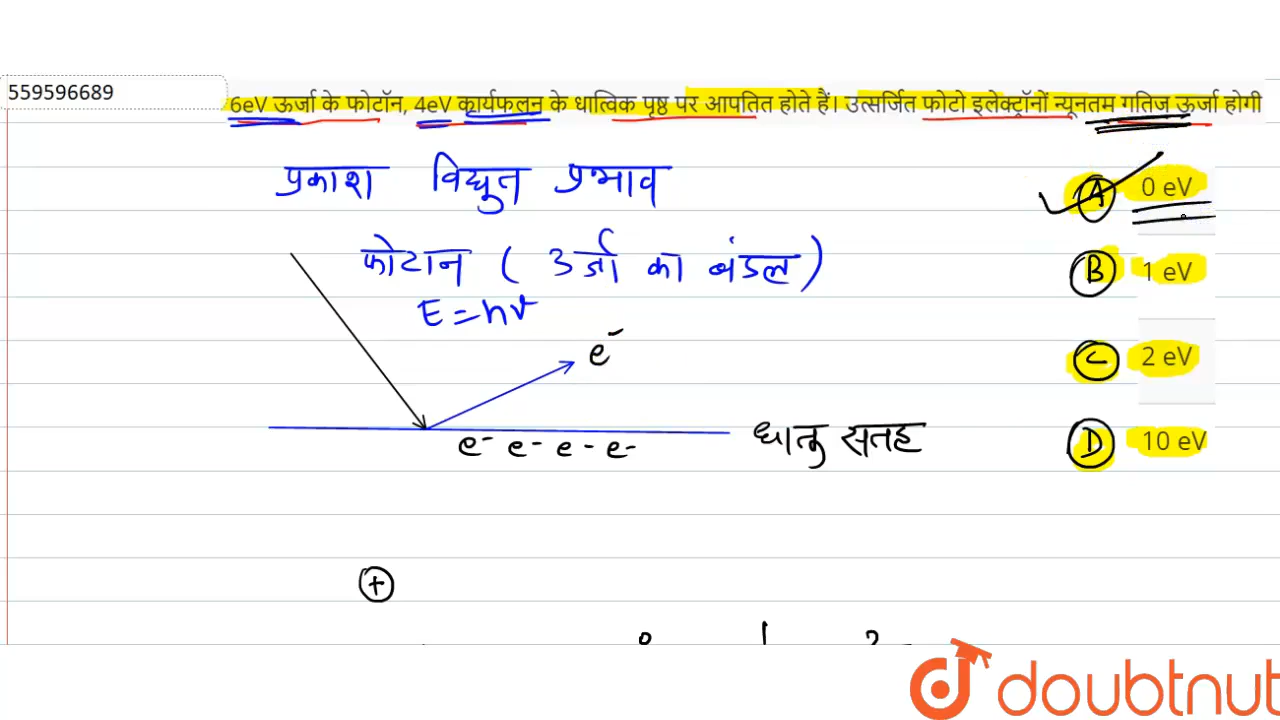 559596689
6eV ऊर्जा के फोटॉन, 4eV कार्यफलन के धात्विक पृष्ठ पर आपतित होते हैं। उत्सर्जित फोटो इलेक्ट्रॉनों न्यूनतम गतिज ऊर्जा होगी
प्रकाश विद्युत प्रभाव
A 0 eV
फोटान ( उर्जा का बंडल )
B 1 eV
E = hν
e⁻
C 2 eV
e⁻ e⁻ e⁻ e⁻ धातु सतह
D 10 eV
+
doubtnut